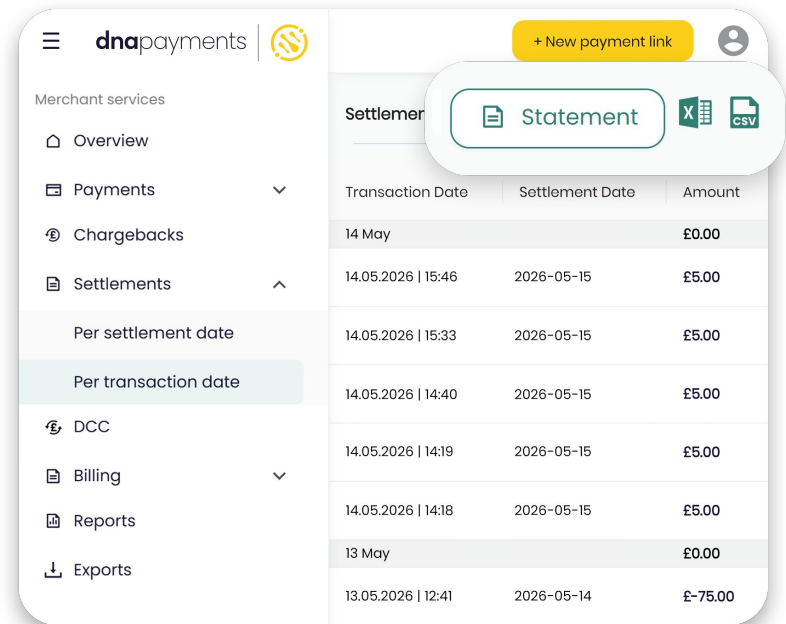 dnapayments
+ New payment link
Merchant services
Overview
Payments
Chargebacks
Settlements
Per settlement date
Per transaction date
DCC
Billing
Reports
Exports
Settlemer
Statement
X
CSV
Transaction Date Settlement Date Amount
14 May £0.00
14.05.2026 | 15:46 2026-05-15 £5.00
14.05.2026 | 15:33 2026-05-15 £5.00
14.05.2026 | 14:40 2026-05-15 £5.00
14.05.2026 | 14:19 2026-05-15 £5.00
14.05.2026 | 14:18 2026-05-15 £5.00
13 May £0.00
13.05.2026 | 12:41 2026-05-14 £-75.00